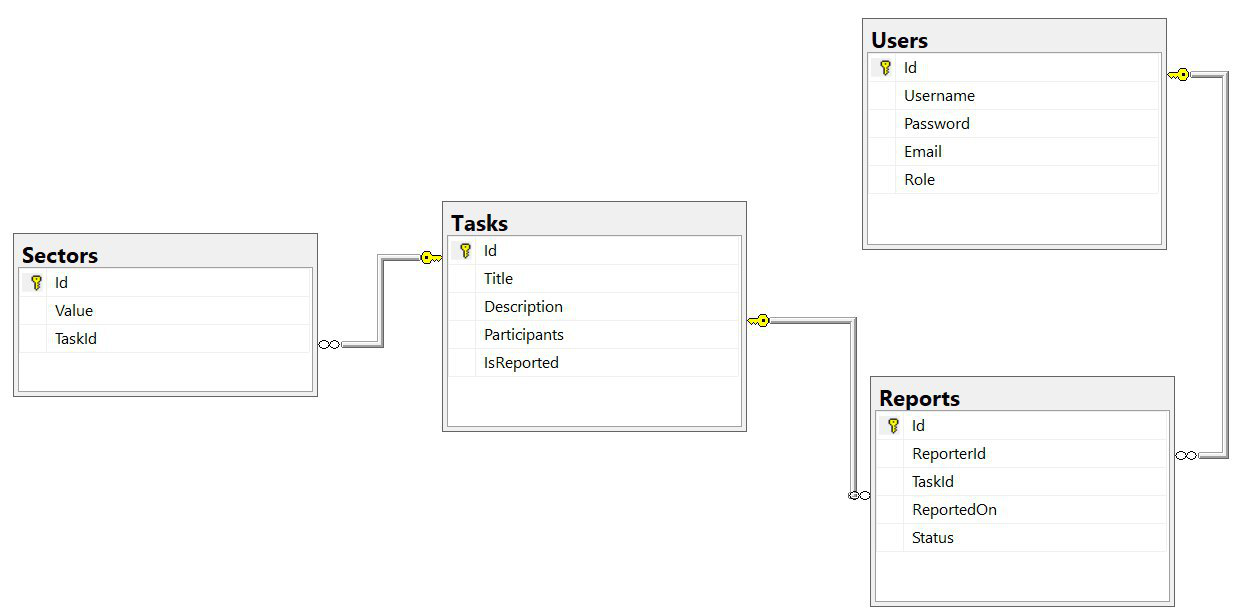 Users
Id
Username
Password
Email
Role
Sectors
Id
Value
TaskId
Tasks
Id
Title
Description
Participants
IsReported
Reports
Id
ReporterId
TaskId
ReportedOn
Status